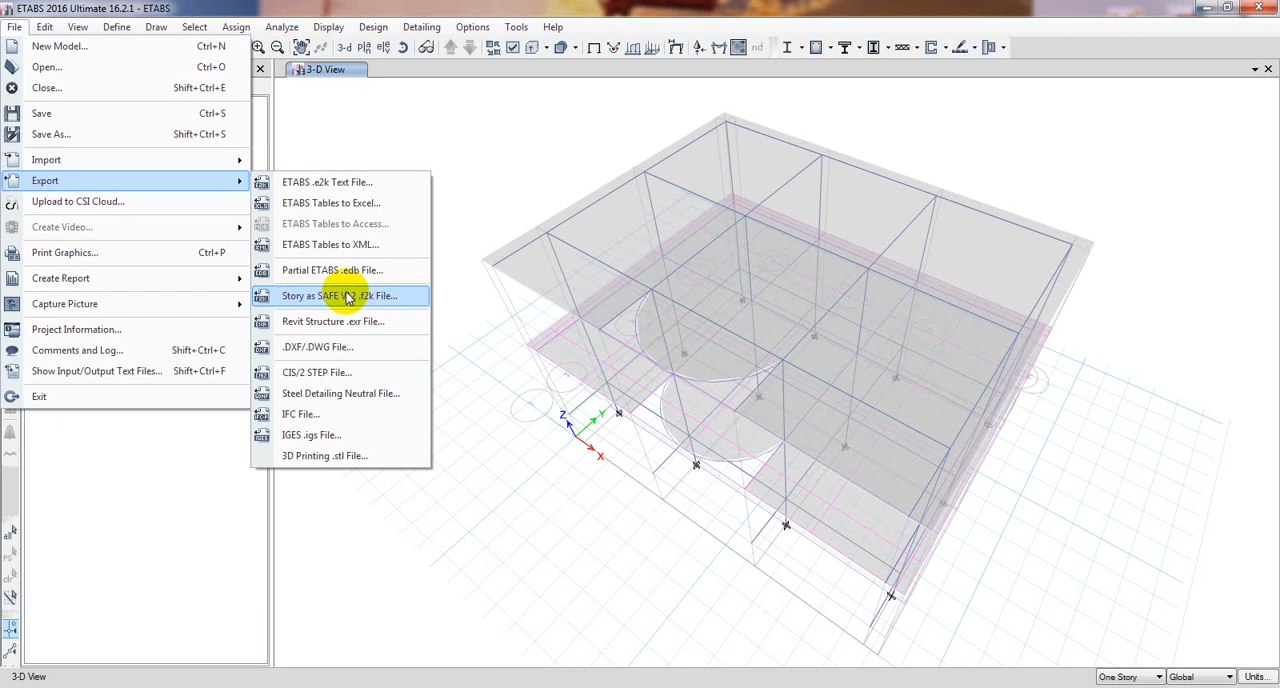 ETABS 2016 Ultimate 16.2.1 - ETABS
File Edit View Define Draw Select Assign Analyze Display Design Detailing Options Tools Help
New Model... Ctrl+N
Open... Ctrl+O
Close... Shift+Ctrl+E
Save Ctrl+S
Save As... Shift+Ctrl+S
Import
Export
Upload to CSI Cloud...
Create Video...
Print Graphics... Ctrl+P
Create Report
Capture Picture
Project Information...
Comments and Log... Shift+Ctrl+C
Show Input/Output Text Files... Shift+Ctrl+F
Exit
ETABS .e2k Text File...
ETABS Tables to Excel...
ETABS Tables to Access...
ETABS Tables to XML...
Partial ETABS .edb File...
Story as SAFE .f2k File...
Revit Structure .exr File...
.DXF/.DWG File...
CIS/2 STEP File...
Steel Detailing Neutral File...
IFC File...
IGES .igs File...
3D Printing .stl File...
3-d nd
3-D View
Z Y X
all
clr
3-D View
One Story Global Units...